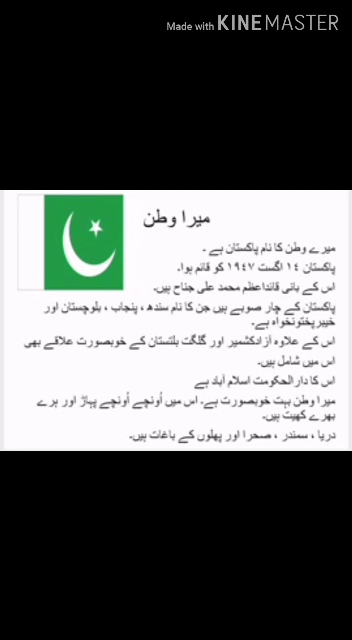 Made with KINEMASTER
میرا وطن
میرے وطن کا نام پاکستان ہے ۔
پاکستان ١٤ اگست ١٩٤٧ کو قائم ہوا۔
اس کے بانی قائداعظم محمد علی جناح ہیں۔
پاکستان کے چار صوبے ہیں جن کا نام سندھ ، پنجاب ، بلوچستان اور
خیبرپختونخواہ ہے۔
اس کے علاوہ آزادکشمیر اور گلگت بلتستان کے خوبصورت علاقے بھی
اس میں شامل ہیں۔
اس کا دارالحکومت اسلام آباد ہے
میرا وطن بہت خوبصورت ہے۔ اس میں اُونچے اُونچے پہاڑ اور ہرے
بھرے کھیت ہیں۔
دریا ، سمندر ، صحرا اور پھلوں کے باغات ہیں۔